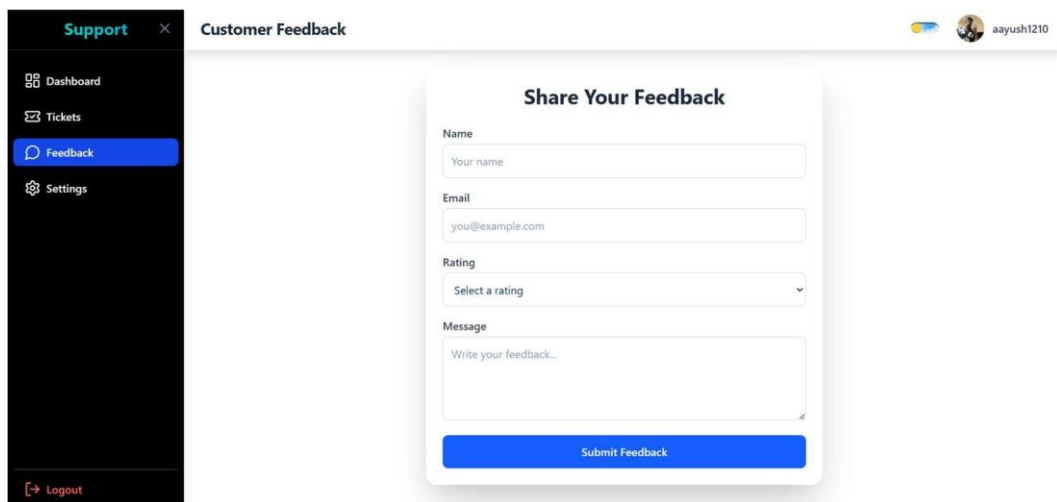 Support
Customer Feedback
aayush1210
Dashboard
Tickets
Feedback
Settings
Logout
Share Your Feedback
Name
Your name
Email
you@example.com
Rating
Select a rating
Message
Write your feedback...
Submit Feedback